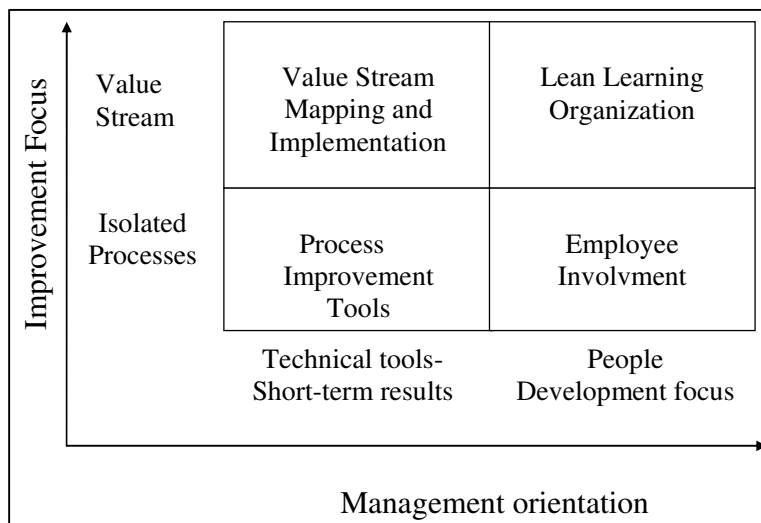 Improvement Focus
Value
Stream
Value Stream
Mapping and
Implementation
Lean Learning
Organization
Isolated
Processes
Process
Improvement
Tools
Employee
Involvment
Technical tools-
Short-term results
People
Development focus
Management orientation